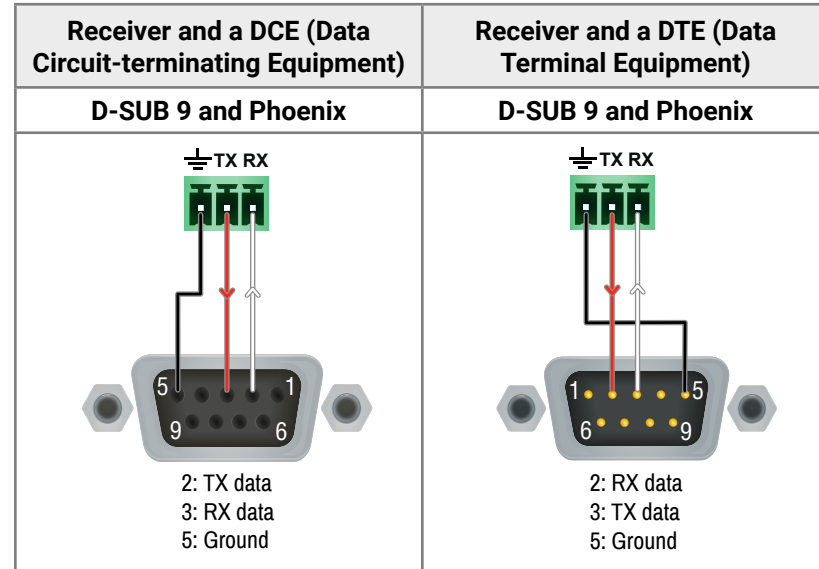 Receiver and a DCE (Data
Circuit-terminating Equipment)
Receiver and a DTE (Data
Terminal Equipment)
D-SUB 9 and Phoenix
D-SUB 9 and Phoenix
TX RX
5 1
9 6
2: TX data
3: RX data
5: Ground
TX RX
1 5
6 9
2: RX data
3: TX data
5: Ground